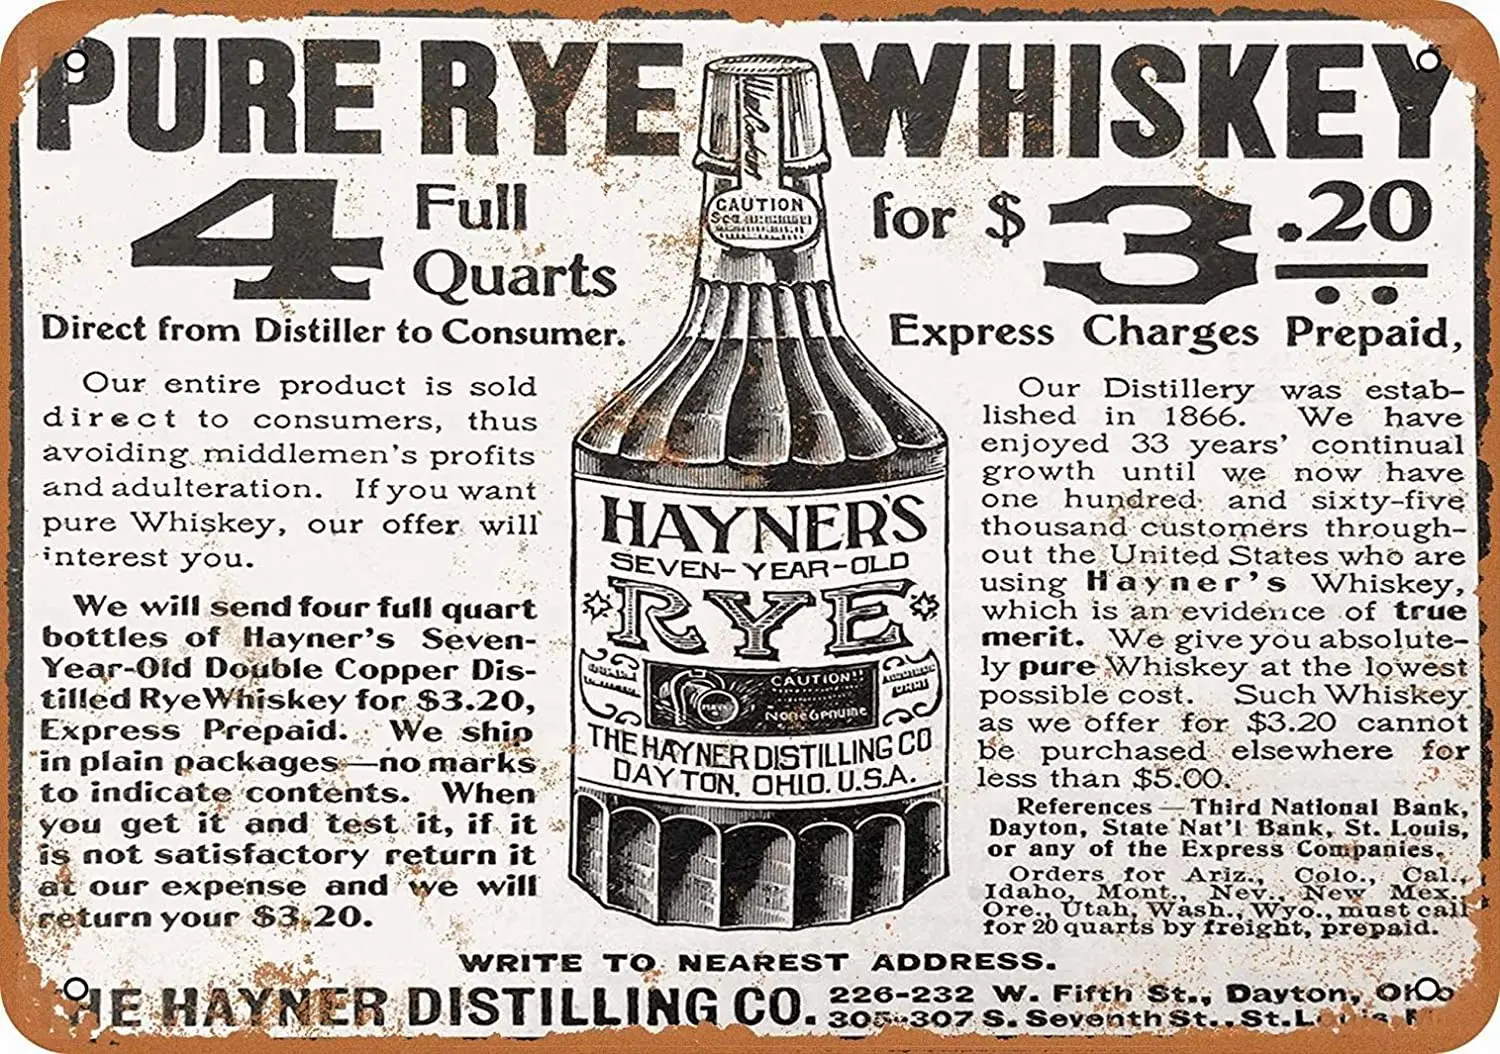 PURE RYE WHISKEY
4 Full
Quarts
for $3.20
Direct from Distiller to Consumer.
Express Charges Prepaid,
Our entire product is sold
direct to consumers, thus
avoiding middlemen's profits
and adulteration. If you want
pure Whiskey, our offer will
interest you.
We will send four full quart
bottles of Hayner's Seven-
Year-Old Double Copper Dis-
tilled Rye Whiskey for $3.20,
Express Prepaid. We ship
in plain packages—no marks
to indicate contents. When
you get it and test it, if it
is not satisfactory return it
at our expense and we will
return your $3.20.
CAUTION
HAYNER'S
SEVEN-YEAR-OLD
RYE
CAUTION!!
None Genuine
THE HAYNER DISTILLING CO
DAYTON, OHIO. U.S.A.
Our Distillery was estab-
lished in 1866. We have
enjoyed 33 years' continual
growth until we now have
one hundred and sixty-five
thousand customers through-
out the United States who are
using Hayner's Whiskey,
which is an evidence of true
merit. We give you absolute-
ly pure Whiskey at the lowest
possible cost. Such Whiskey
as we offer for $3.20 cannot
be purchased elsewhere for
less than $5.00.
References—Third National Bank,
Dayton, State Nat'l Bank, St. Louis,
or any of the Express Companies.
Orders for Ariz., Colo., Cal.,
Idaho, Mont., Nev., New Mex.,
Ore., Utah, Wash., Wyo., must call
for 20 quarts by freight, prepaid.
WRITE TO NEAREST ADDRESS.
THE HAYNER DISTILLING CO.
226-232 W. Fifth St., Dayton, Ohio
305-307 S. Seventh St., St. Louis